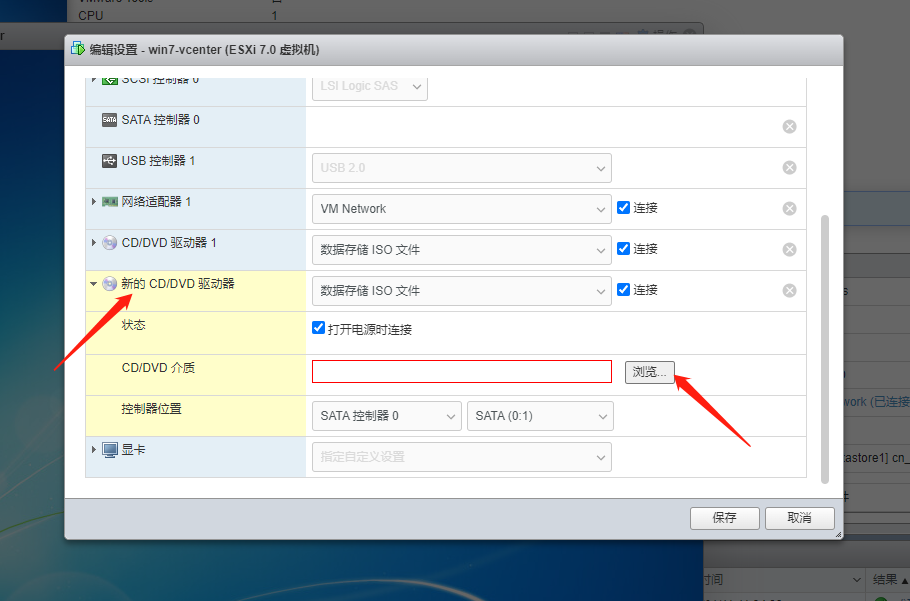 CPU 1
编辑设置 - win7-vcenter (ESXi 7.0 虚拟机)
SCSI 控制器 0 LSI Logic SAS
SATA SATA 控制器 0
USB 控制器 1 USB 2.0
网络适配器 1 VM Network 连接
CD/DVD 驱动器 1 数据存储 ISO 文件 连接
新的 CD/DVD 驱动器 数据存储 ISO 文件 连接
状态 打开电源时连接
CD/DVD 介质 浏览...
控制器位置 SATA 控制器 0 SATA (0:1)
显卡 指定自定义设置
保存 取消
work (已连接
tastore1] cn_
件
时间 结果